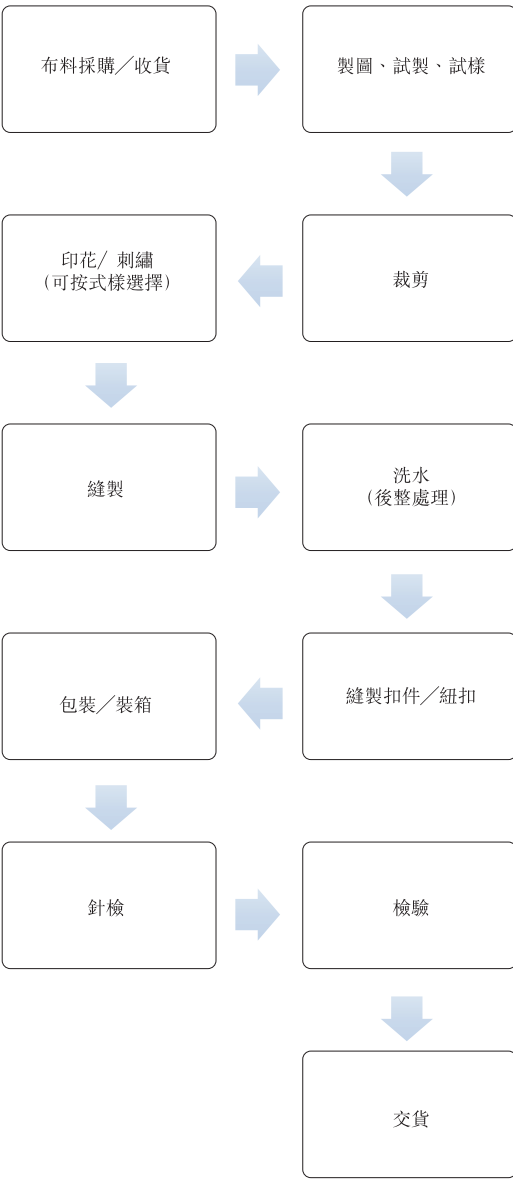 布料採購／收貨
製圖、試製、試樣
裁剪
印花/ 刺繡
(可按式樣選擇)
縫製
洗水
(後整處理)
縫製扣件／紐扣
包裝／裝箱
針檢
檢驗
交貨